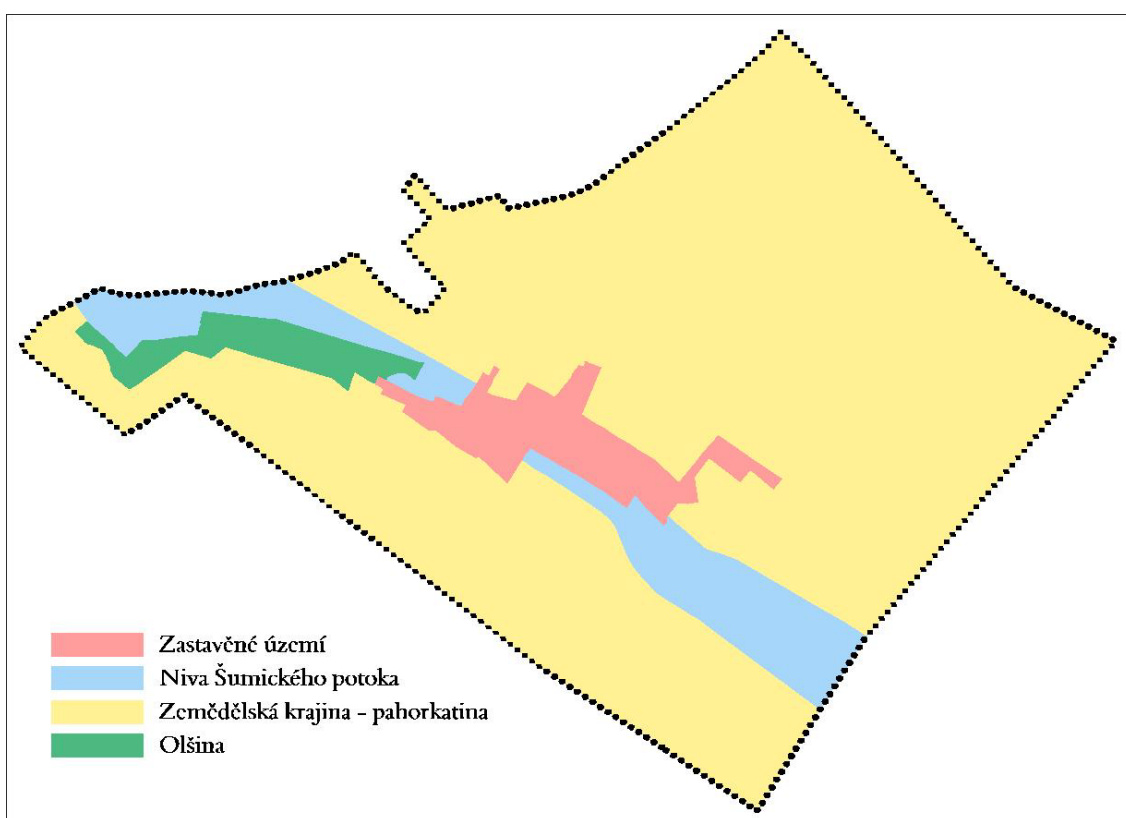 Zastavěné území
Niva Šumického potoka
Zemědělská krajina - pahorkatina
Olšina